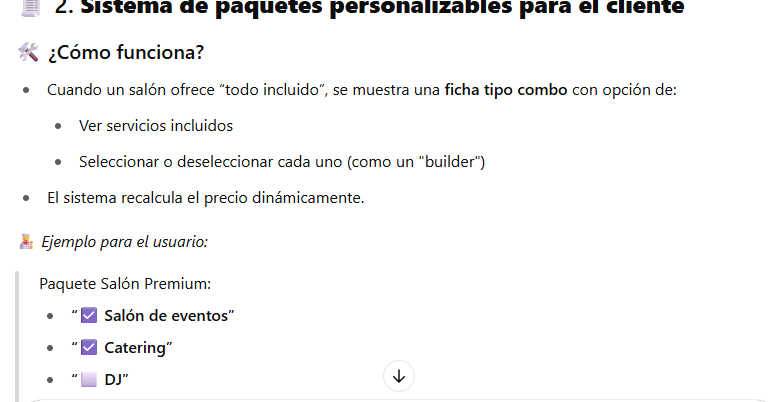 2. Sistema de paquetes personalizables para el cliente
¿Cómo funciona?
Cuando un salón ofrece “todo incluido”, se muestra una ficha tipo combo con opción de:
Ver servicios incluidos
Seleccionar o deseleccionar cada uno (como un "builder")
El sistema recalcula el precio dinámicamente.
Ejemplo para el usuario:
Paquete Salón Premium:
“☑ Salón de eventos”
“☑ Catering”
“⬜ DJ”